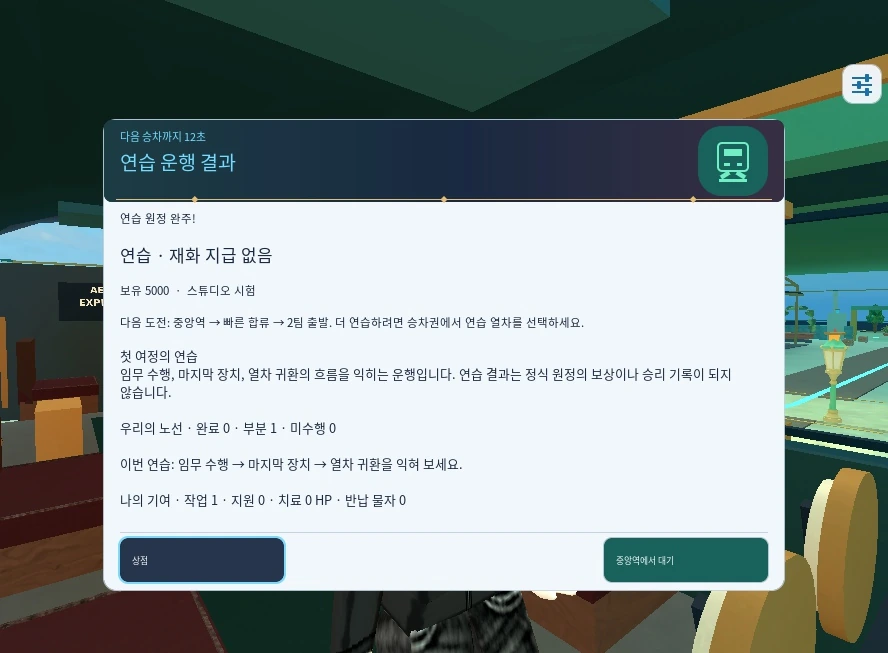 다음 승차까지 12초
연습 운행 결과
연습 원정 완주!
연습 · 재화 지급 없음
보유 5000 · 스튜디오 시험
다음 도전: 중앙역 → 빠른 합류 → 2팀 출발. 더 연습하려면 승차권에서 연습 열차를 선택하세요.
첫 여정의 연습
임무 수행, 마지막 장치, 열차 귀환의 흐름을 익히는 운행입니다. 연습 결과는 정식 원정의 보상이나 승리 기록이 되지
않습니다.
우리의 노선 · 완료 0 · 부분 1 · 미수행 0
이번 연습: 임무 수행 → 마지막 장치 → 열차 귀환을 익혀 보세요.
나의 기여 · 작업 1 · 지원 0 · 치료 0 HP · 반납 물자 0
상점
중앙역에서 대기